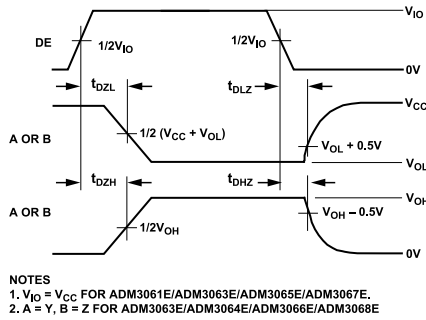 V_IO
DE
1/2V_IO
1/2V_IO
0V
t_DZL
t_DLZ
V_CC
A OR B
1/2 (V_CC + V_OL)
V_OL + 0.5V
V_OL
t_DZH
t_DHZ
V_OH
A OR B
1/2V_OH
V_OH – 0.5V
0V
NOTES
1. V_IO = V_CC FOR ADM3061E/ADM3063E/ADM3065E/ADM3067E.
2. A = Y, B = Z FOR ADM3063E/ADM3064E/ADM3066E/ADM3068E